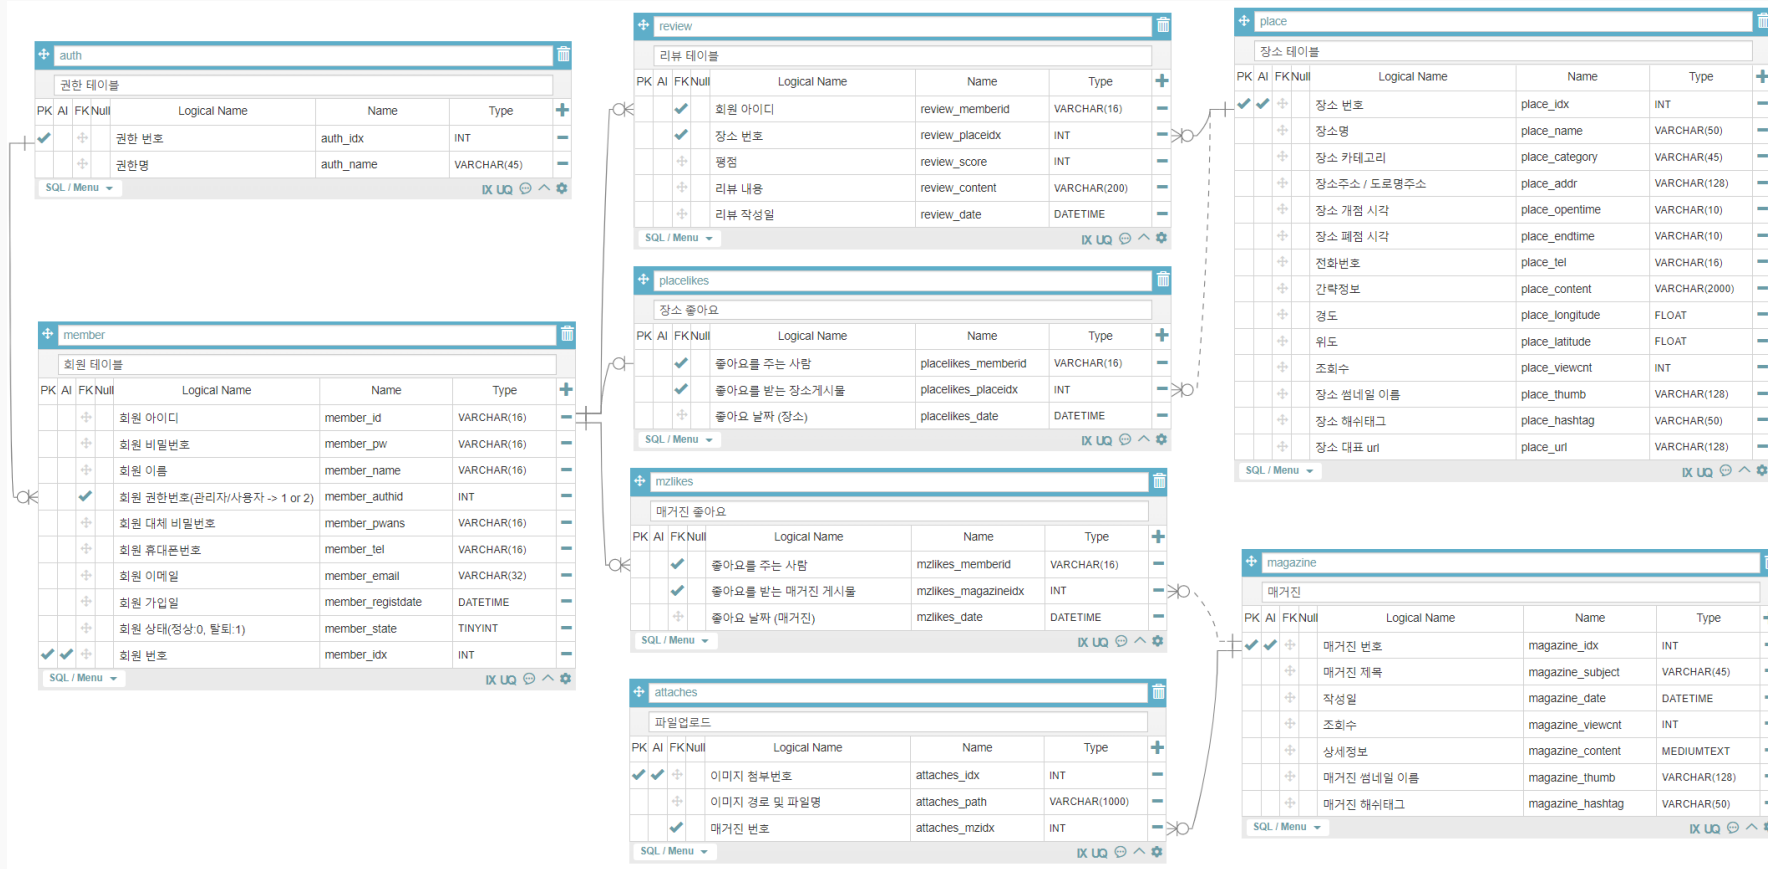 auth
권한 테이블
PK AI FK Null Logical Name Name Type
권한 번호 auth_idx INT
권한명 auth_name VARCHAR(45)
SQL / Menu IX UQ
member
회원 테이블
PK AI FK Null Logical Name Name Type
회원 아이디 member_id VARCHAR(16)
회원 비밀번호 member_pw VARCHAR(16)
회원 이름 member_name VARCHAR(16)
회원 권한번호(관리자/사용자 -> 1 or 2) member_authid INT
회원 대체 비밀번호 member_pwans VARCHAR(16)
회원 휴대폰번호 member_tel VARCHAR(16)
회원 이메일 member_email VARCHAR(32)
회원 가입일 member_registdate DATETIME
회원 상태(정상:0, 탈퇴:1) member_state TINYINT
회원 번호 member_idx INT
SQL / Menu IX UQ
review
리뷰 테이블
PK AI FK Null Logical Name Name Type
회원 아이디 review_memberid VARCHAR(16)
장소 번호 review_placeidx INT
평점 review_score INT
리뷰 내용 review_content VARCHAR(200)
리뷰 작성일 review_date DATETIME
SQL / Menu IX UQ
placelikes
장소 좋아요
PK AI FK Null Logical Name Name Type
좋아요를 주는 사람 placelikes_memberid VARCHAR(16)
좋아요를 받는 장소게시물 placelikes_placeidx INT
좋아요 날짜 (장소) placelikes_date DATETIME
SQL / Menu IX UQ
mzlikes
매거진 좋아요
PK AI FK Null Logical Name Name Type
좋아요를 주는 사람 mzlikes_memberid VARCHAR(16)
좋아요를 받는 매거진 게시물 mzlikes_magazineidx INT
좋아요 날짜 (매거진) mzlikes_date DATETIME
SQL / Menu IX UQ
attaches
파일업로드
PK AI FK Null Logical Name Name Type
이미지 첨부번호 attaches_idx INT
이미지 경로 및 파일명 attaches_path VARCHAR(1000)
매거진 번호 attaches_mzidx INT
SQL / Menu IX UQ
place
장소 테이블
PK AI FK Null Logical Name Name Type
장소 번호 place_idx INT
장소명 place_name VARCHAR(50)
장소 카테고리 place_category VARCHAR(45)
장소주소 / 도로명주소 place_addr VARCHAR(128)
장소 개점 시각 place_opentime VARCHAR(10)
장소 폐점 시각 place_endtime VARCHAR(10)
전화번호 place_tel VARCHAR(16)
간략정보 place_content VARCHAR(2000)
경도 place_longitude FLOAT
위도 place_latitude FLOAT
조회수 place_viewcnt INT
장소 썸네일 이름 place_thumb VARCHAR(128)
장소 해쉬태그 place_hashtag VARCHAR(50)
장소 대표 url place_url VARCHAR(128)
SQL / Menu IX UQ
magazine
매거진
PK AI FK Null Logical Name Name Type
매거진 번호 magazine_idx INT
매거진 제목 magazine_subject VARCHAR(45)
작성일 magazine_date DATETIME
조회수 magazine_viewcnt INT
상세정보 magazine_content MEDIUMTEXT
매거진 썸네일 이름 magazine_thumb VARCHAR(128)
매거진 해쉬태그 magazine_hashtag VARCHAR(50)
SQL / Menu IX UQ